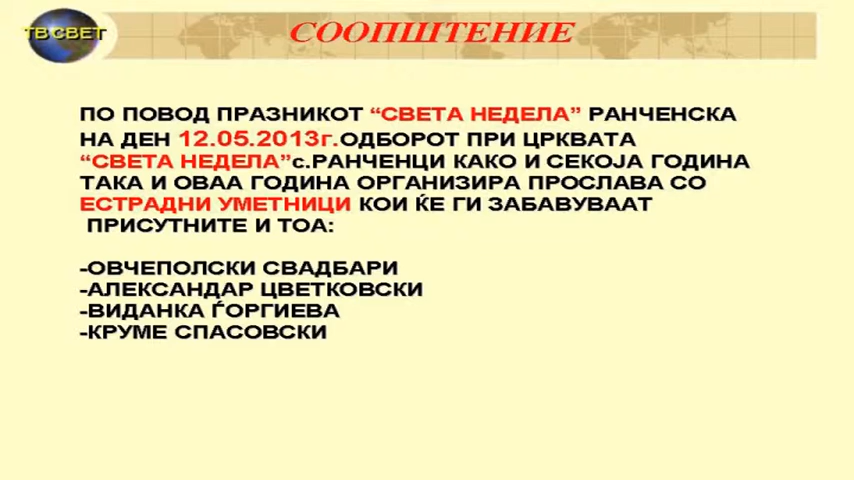 ТВ СВЕТ
СООПШТЕНИЕ
ПО ПОВОД ПРАЗНИКОТ “СВЕТА НЕДЕЛА” РАНЧЕНСКА
НА ДЕН 12.05.2013г.ОДБОРОТ ПРИ ЦРКВАТА
“СВЕТА НЕДЕЛА”с.РАНЧЕНЦИ КАКО И СЕКОЈА ГОДИНА
ТАКА И ОВАА ГОДИНА ОРГАНИЗИРА ПРОСЛАВА СО
ЕСТРАДНИ УМЕТНИЦИ КОИ ЌЕ ГИ ЗАБАВУВААТ
ПРИСУТНИТЕ И ТОА:
-ОВЧЕПОЛСКИ СВАДБАРИ
-АЛЕКСАНДАР ЦВЕТКОВСКИ
-ВИДАНКА ЃОРГИЕВА
-КРУМЕ СПАСОВСКИ